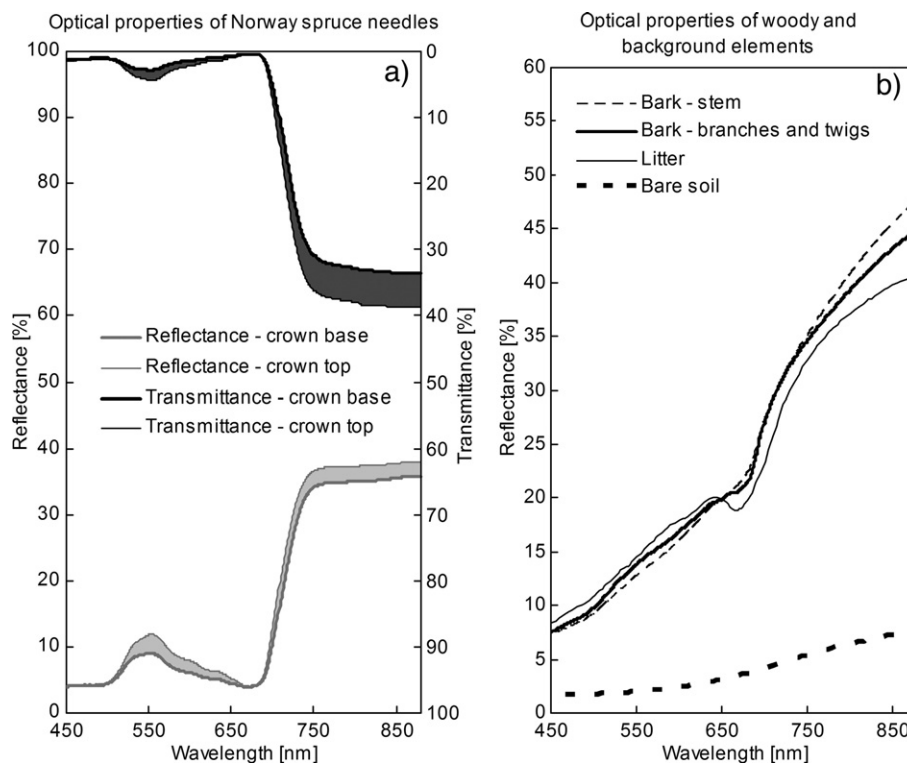 Optical properties of Norway spruce needles
a)
100
90
80
70
60
50
40
30
20
10
0
Reflectance [%]
0
10
20
30
40
50
60
70
80
90
100
Transmittance [%]
Reflectance - crown base
Reflectance - crown top
Transmittance - crown base
Transmittance - crown top
450 550 650 750 850
Wavelength [nm]
Optical properties of woody and
background elements
b)
60
55
50
45
40
35
30
25
20
15
10
5
0
Reflectance [%]
Bark - stem
Bark - branches and twigs
Litter
Bare soil
450 550 650 750 850
Wavelength [nm]